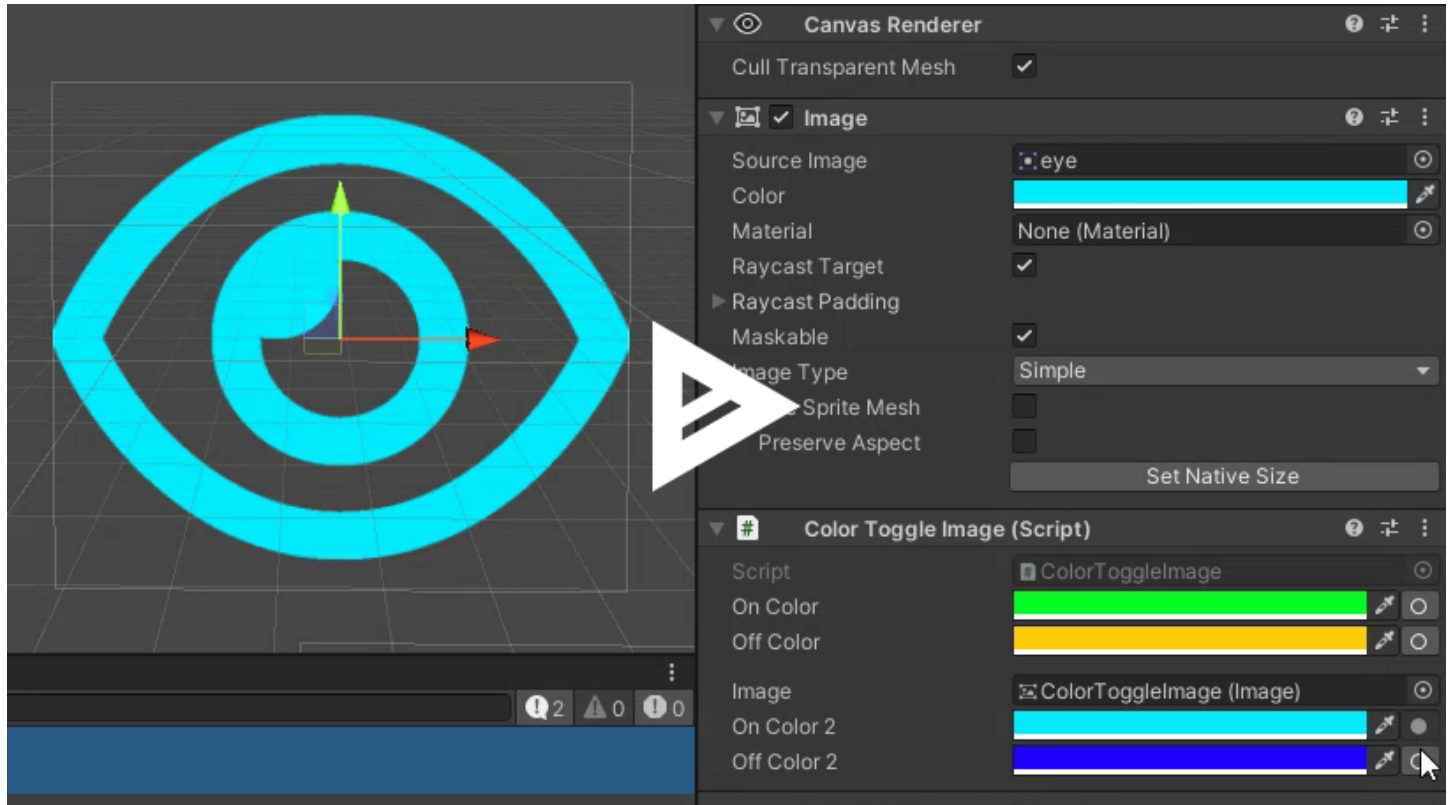 Canvas Renderer
Cull Transparent Mesh
Image
Source Image eye
Color
Material None (Material)
Raycast Target
Raycast Padding
Maskable
Image Type Simple
Sprite Mesh
Preserve Aspect
Set Native Size
Color Toggle Image (Script)
Script # ColorToggleImage
On Color
Off Color
Image ColorToggleImage (Image)
On Color 2
Off Color 2
2 0 0